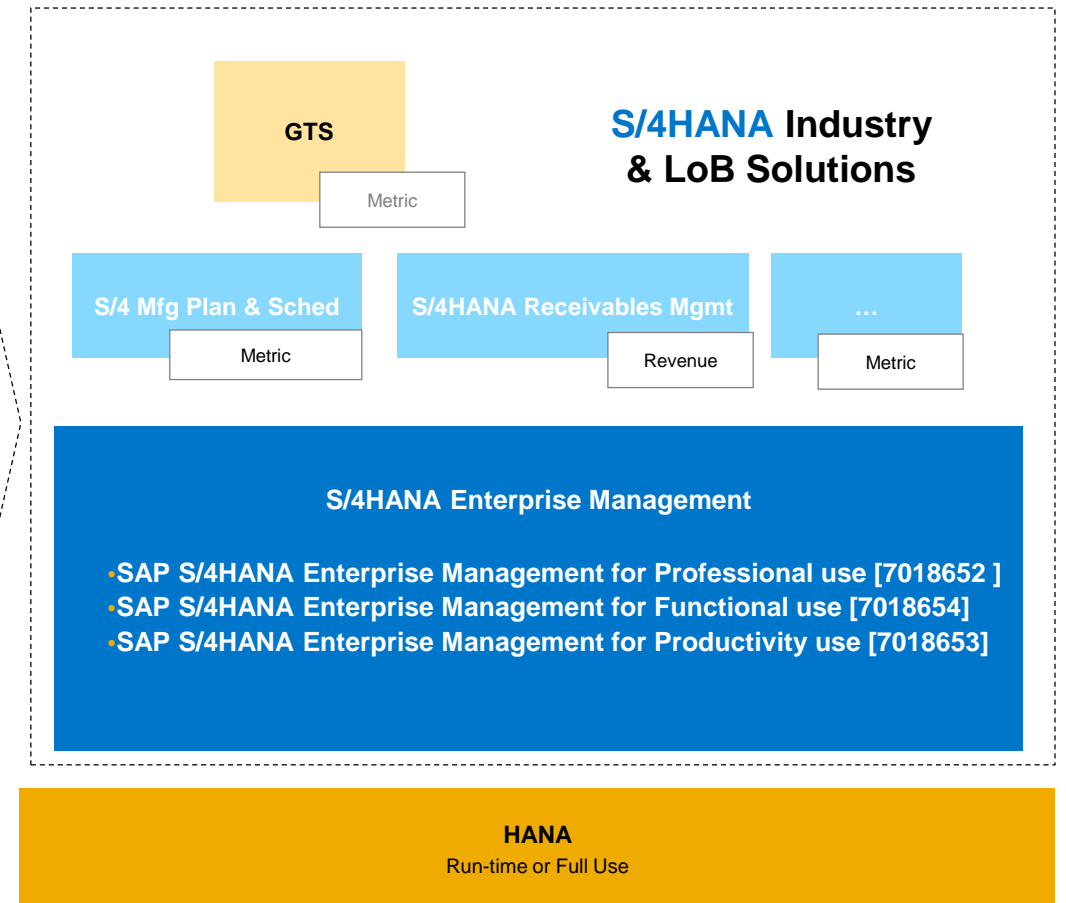 GTS
Metric
S/4HANA Industry
& LoB Solutions
S/4 Mfg Plan & Sched
Metric
S/4HANA Receivables Mgmt
Revenue
…
Metric
S/4HANA Enterprise Management
•SAP S/4HANA Enterprise Management for Professional use [7018652 ]
•SAP S/4HANA Enterprise Management for Functional use [7018654]
•SAP S/4HANA Enterprise Management for Productivity use [7018653]
HANA
Run-time or Full Use